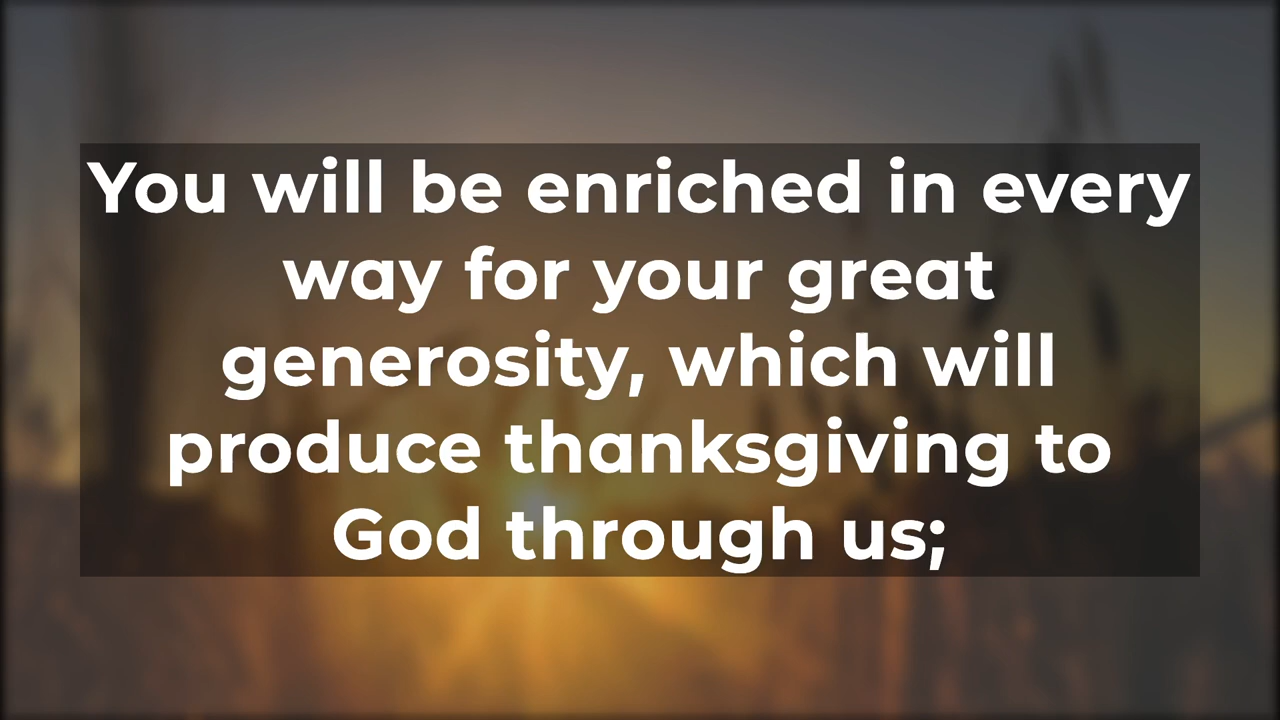 You will be enriched in every
way for your great
generosity, which will
produce thanksgiving to
God through us;